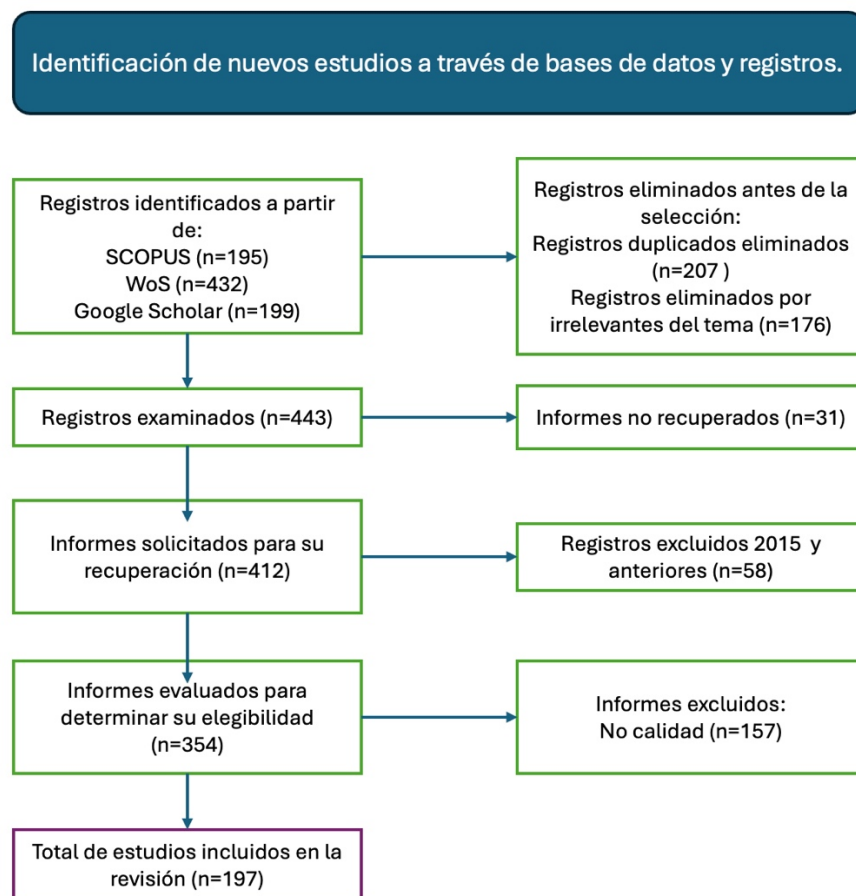 Identificación de nuevos estudios a través de bases de datos y registros.
Registros identificados a partir
de:
SCOPUS (n=195)
WoS (n=432)
Google Scholar (n=199)
Registros eliminados antes de la
selección:
Registros duplicados eliminados
(n=207 )
Registros eliminados por
irrelevantes del tema (n=176)
Registros examinados (n=443)
Informes no recuperados (n=31)
Informes solicitados para su
recuperación (n=412)
Registros excluidos 2015 y
anteriores (n=58)
Informes evaluados para
determinar su elegibilidad
(n=354)
Informes excluidos:
No calidad (n=157)
Total de estudios incluidos en la
revisión (n=197)